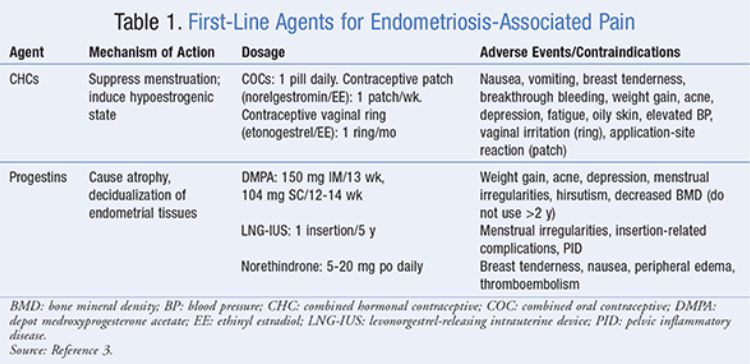 Table 1. First-Line Agents for Endometriosis-Associated Pain
Agent Mechanism of Action Dosage Adverse Events/Contraindications
CHCs Suppress menstruation; COCs: 1 pill daily. Contraceptive patch Nausea, vomiting, breast tenderness,
induce hypoestrogenic (norelgestromin/EE): 1 patch/wk. breakthrough bleeding, weight gain, acne,
state Contraceptive vaginal ring depression, fatigue, oily skin, elevated BP,
(etonogestrel/EE): 1 ring/mo vaginal irritation (ring), application-site
reaction (patch)
Progestins Cause atrophy, DMPA: 150 mg IM/13 wk, Weight gain, acne, depression, menstrual
decidualization of 104 mg SC/12-14 wk irregularities, hirsutism, decreased BMD (do
endometrial tissues not use >2 y)
LNG-IUS: 1 insertion/5 y Menstrual irregularities, insertion-related
complications, PID
Norethindrone: 5-20 mg po daily Breast tenderness, nausea, peripheral edema,
thromboembolism
BMD: bone mineral density; BP: blood pressure; CHC: combined hormonal contraceptive; COC: combined oral contraceptive; DMPA:
depot medroxyprogesterone acetate; EE: ethinyl estradiol; LNG-IUS: levonorgestrel-releasing intrauterine device; PID: pelvic inflammatory
disease.
Source: Reference 3.